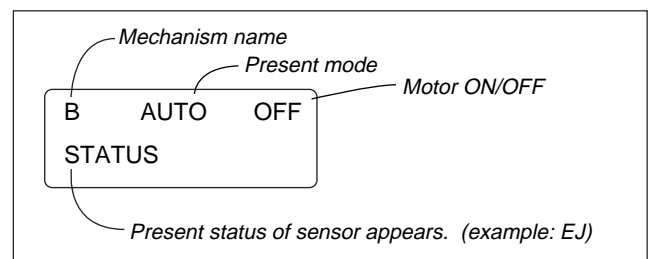 Mechanism name
Present mode
Motor ON/OFF
B AUTO OFF
STATUS
Present status of sensor appears. (example: EJ)